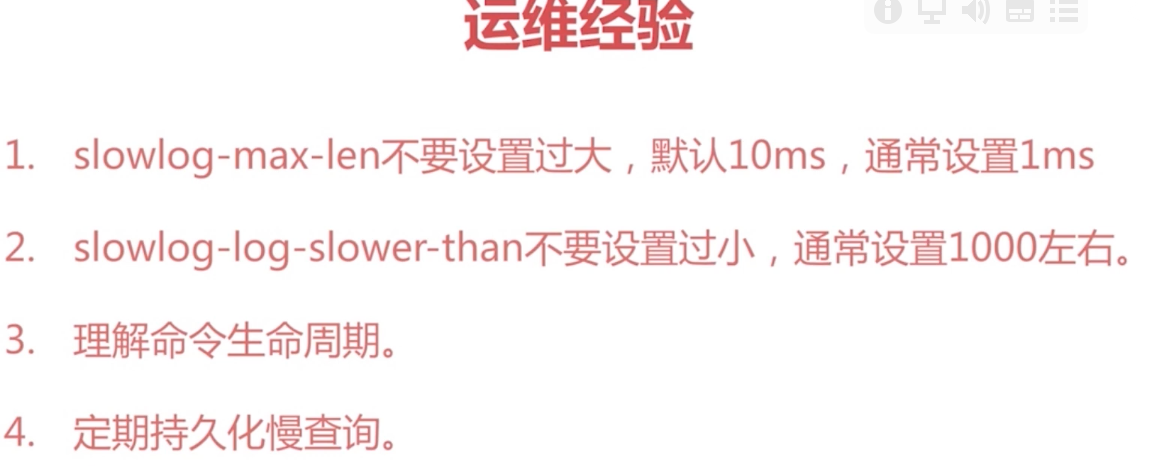 运维经验
1. slowlog-max-len不要设置过大，默认10ms，通常设置1ms
2. slowlog-log-slower-than不要设置过小，通常设置1000左右。
3. 理解命令生命周期。
4. 定期持久化慢查询。